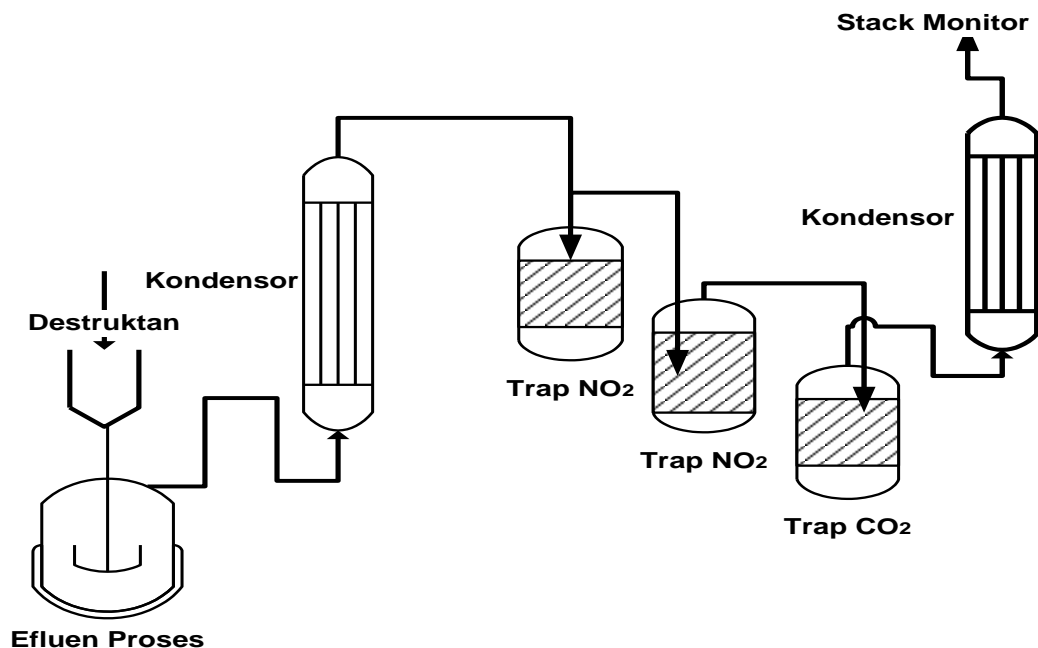 Stack Monitor
Kondensor
Kondensor
Destruktan
Trap NO2
Trap NO2
Trap CO2
Efluen Proses